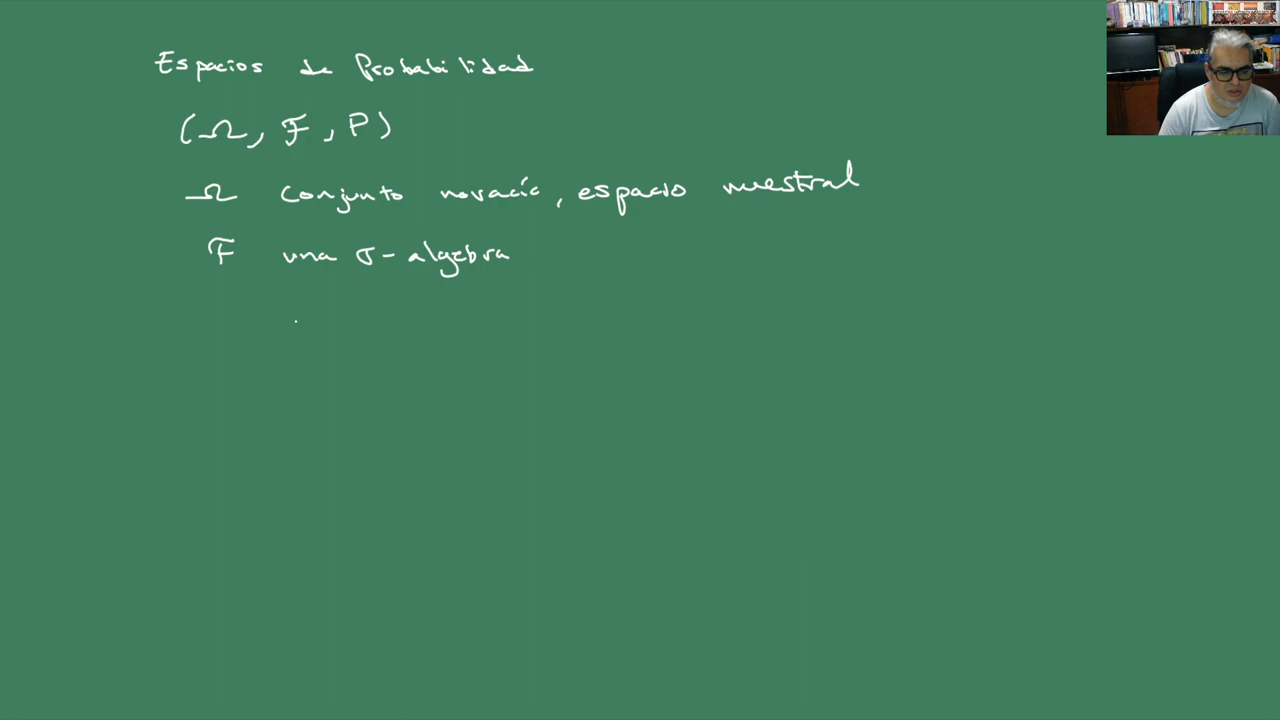 Espacios de Probabilidad
(Ω, F, P)
Ω conjunto novacío, espacio muestral
F una σ-algebra